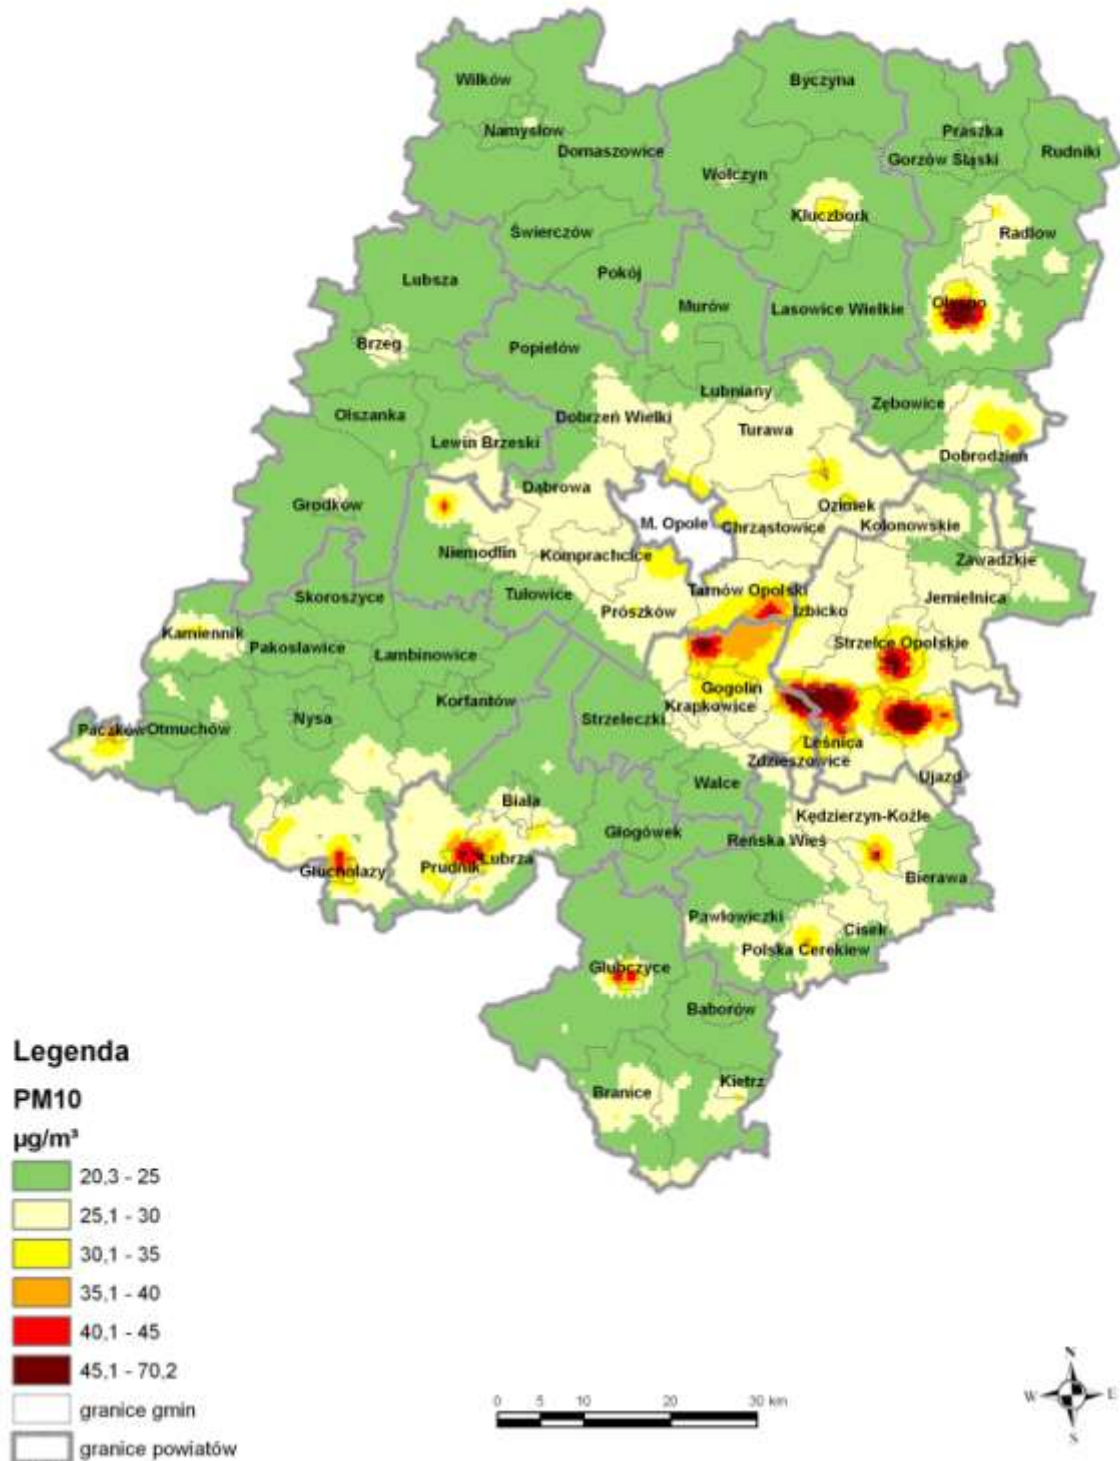 Wilków
Byczyna
Namysłow
Praszka
Domaszowice
Gorzów Śląski
Rudniki
Wołczyn
Kluczbork
Radłow
Świerczów
Pokój
Lubsza
Murów
Lasowice Wielkie
Olesno
Brzeg
Popielów
Łubniany
Zębowice
Olszanka
Dobrzeń Wielki
Turawa
Lewin Brzeski
Dobrodzień
Dąbrowa
Grodków
Ozimek
M. Opole
Chrząstowice
Kolonowskie
Niemodlin
Komprachcice
Zawadzkie
Tarnów Opolski
Skoroszyce
Tułowice
Jemielnica
Prószków
Izbicko
Kamiennik
Strzelce Opolskie
Pakosławice
Łambinowice
Gogolin
Korfantów
Krapkowice
Nysa
Strzeleczki
Paczków
Otmuchów
Leśnica
Zdzieszowice
Ujazd
Walce
Biała
Kędzierzyn-Koźle
Głogówek
Reńska Wieś
Lubrza
Prudnik
Głuchołazy
Bierawa
Pawłowiczki
Cisek
Polska Cerekiew
Głubczyce
Baborów
Kietrz
Branice
Legenda
PM10
µg/m³
20,3 - 25
25,1 - 30
30,1 - 35
35,1 - 40
40,1 - 45
45,1 - 70,2
granice gmin
granice powiatów
0 5 10 20 30 km
N
W E
S